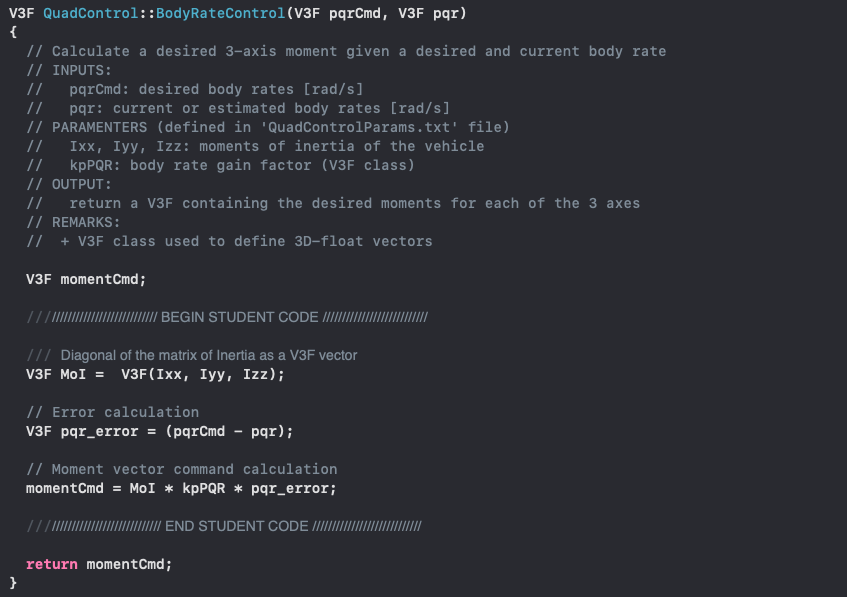 V3F QuadControl::BodyRateControl(V3F pqrCmd, V3F pqr)
{
  // Calculate a desired 3-axis moment given a desired and current body rate
  // INPUTS:
  //   pqrCmd: desired body rates [rad/s]
  //   pqr: current or estimated body rates [rad/s]
  // PARAMENTERS (defined in 'QuadControlParams.txt' file)
  //   Ixx, Iyy, Izz: moments of inertia of the vehicle
  //   kpPQR: body rate gain factor (V3F class)
  // OUTPUT:
  //   return a V3F containing the desired moments for each of the 3 axes
  // REMARKS:
  //  + V3F class used to define 3D-float vectors
  V3F momentCmd;
  ///////////////////////////// BEGIN STUDENT CODE ///////////////////////////
  ///  Diagonal of the matrix of Inertia as a V3F vector
  V3F MoI =  V3F(Ixx, Iyy, Izz);
  // Error calculation
  V3F pqr_error = (pqrCmd - pqr);
  // Moment vector command calculation
  momentCmd = MoI * kpPQR * pqr_error;
  ////////////////////////////// END STUDENT CODE ////////////////////////////
  return momentCmd;
}